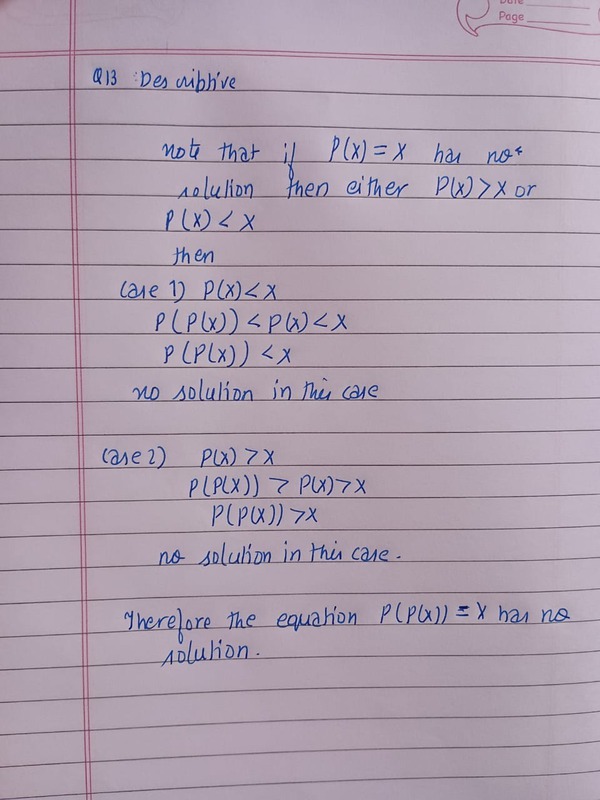 Date
Page
Q13 : Descriptive
note that if P(x) = x has not
solution then either P(x) > x or
P(x) < x
then
Case 1) P(x) < x
P(P(x)) < P(x) < x
P(P(x)) < x
no solution in this case
Case 2) P(x) > x
P(P(x)) > P(x) > x
P(P(x)) > x
no solution in this case.
Therefore the equation P(P(x)) = x has no
solution.